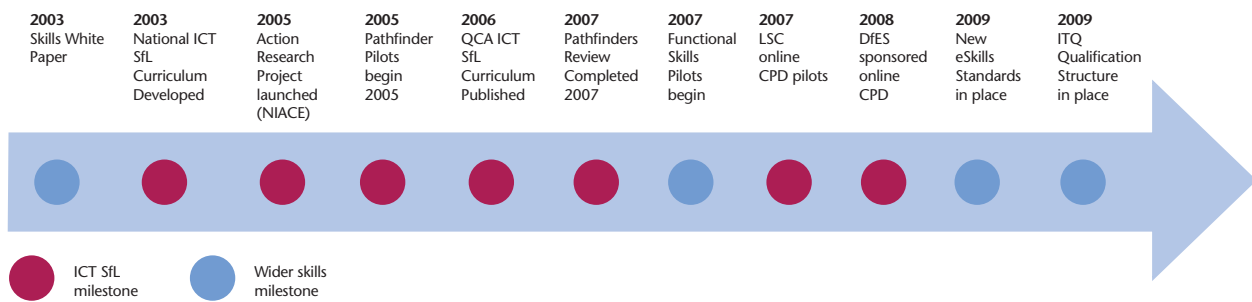 2003
Skills White
Paper
2003
National ICT
SfL
Curriculum
Developed
2005
Action
Research
Project
launched
(NIACE)
2005
Pathfinder
Pilots
begin
2005
2006
QCA ICT
SfL
Curriculum
Published
2007
Pathfinders
Review
Completed
2007
2007
Functional
Skills
Pilots
begin
2007
LSC
online
CPD pilots
2008
DfES
sponsored
online
CPD
2009
New
eSkills
Standards
in place
2009
ITQ
Qualification
Structure
in place
ICT SfL
milestone
Wider skills
milestone